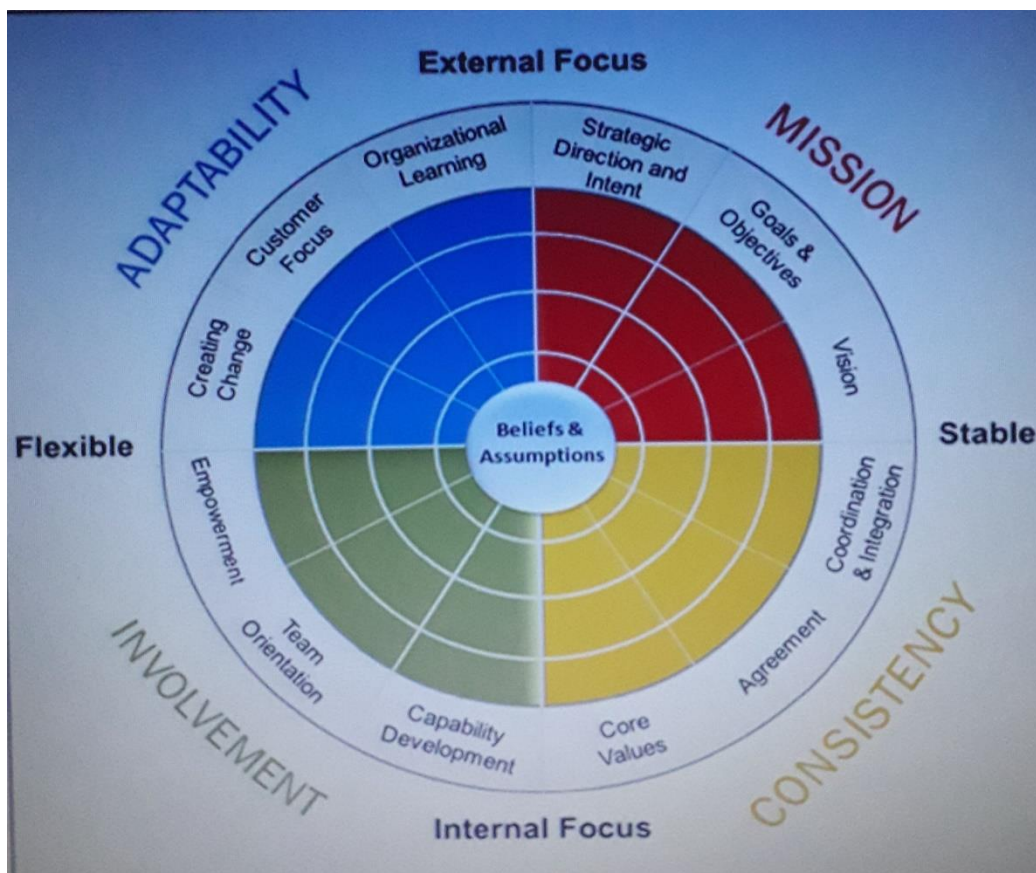 External Focus
ADAPTABILITY
MISSION
Organizational
Learning
Strategic
Direction and
Intent
Customer
Focus
Goals &
Objectives
Creating
Change
Vision
Flexible
Beliefs &
Assumptions
Stable
Empowerment
Coordination
& Integration
Team
Orientation
Agreement
Capability
Development
Core
Values
INVOLVEMENT
CONSISTENCY
Internal Focus